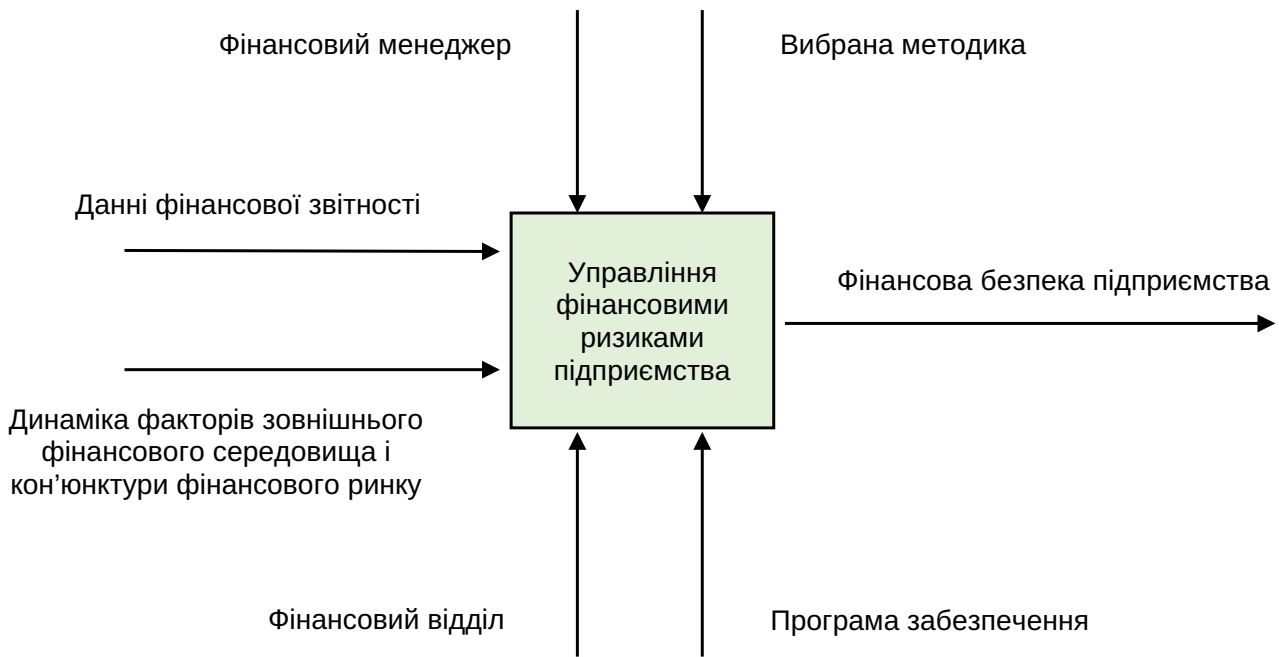 Фінансовий менеджер
Вибрана методика
Данні фінансової звітності
Управління
фінансовими
ризиками
підприємства
Фінансова безпека підприємства
Динаміка факторів зовнішнього
фінансового середовища і
кон’юнктури фінансового ринку
Фінансовий відділ
Програма забезпечення